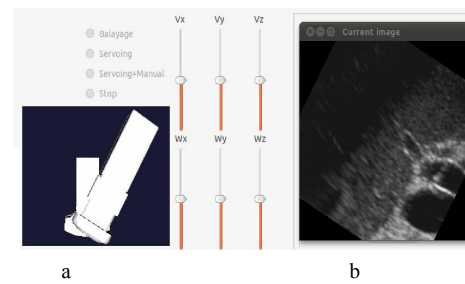 Vx Vy Vz
Balayage
Servoing
Servoing+Manual
Stop
Wx Wy Wz
Current image
a b